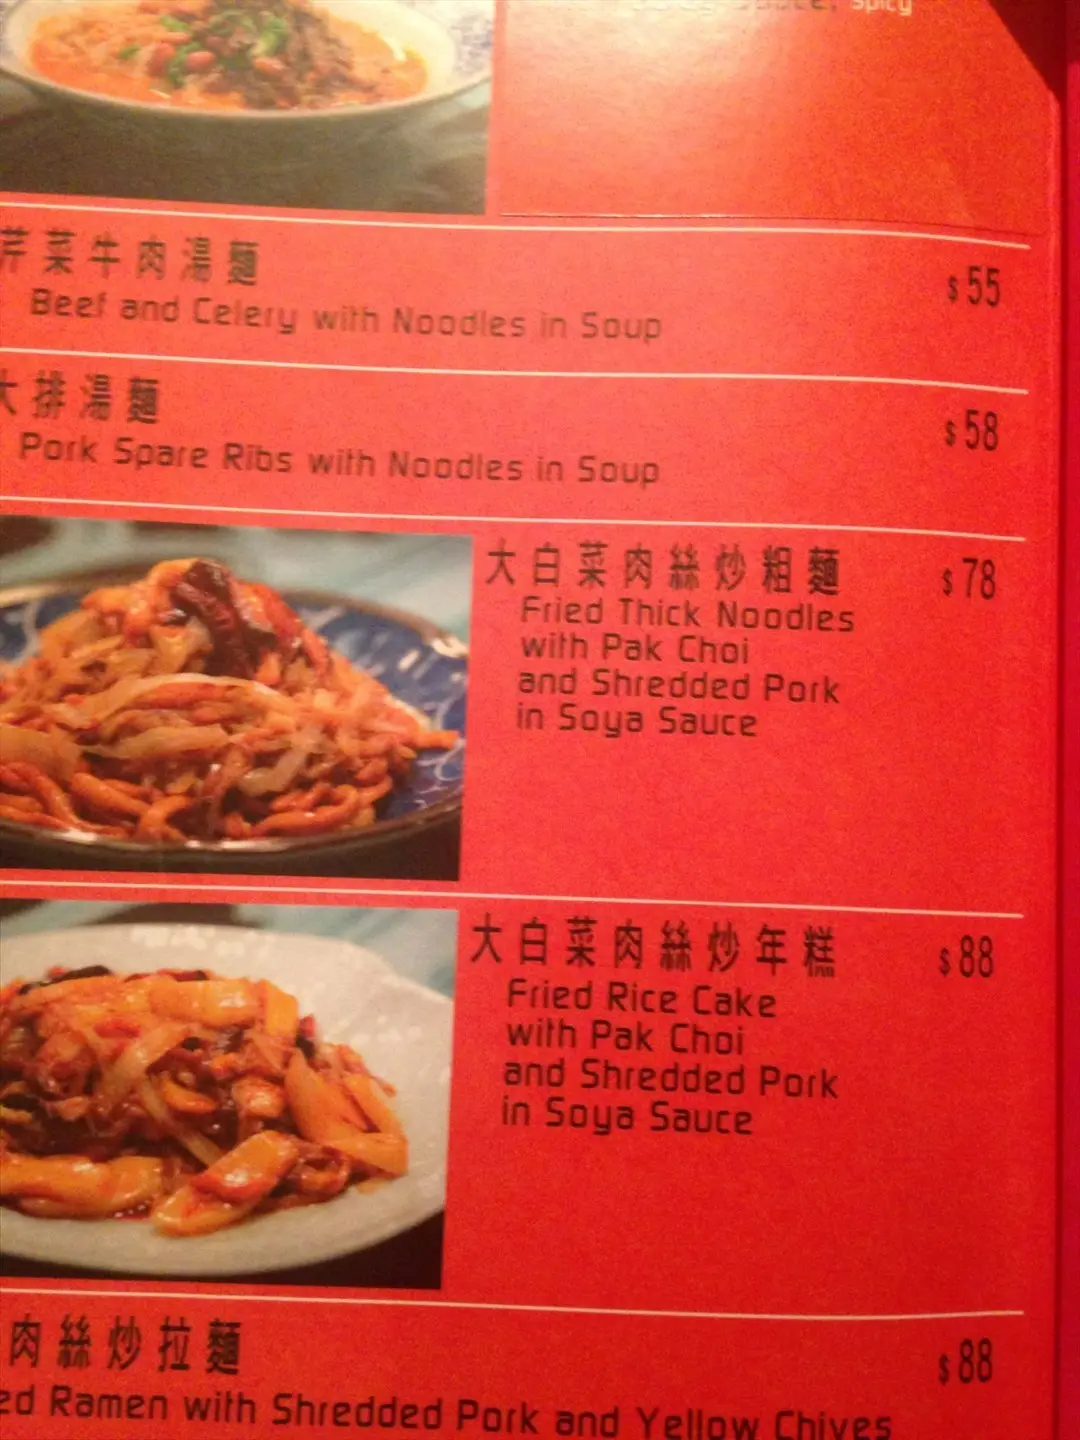 spicy
芹菜牛肉湯麵
$55
Beef and Celery with Noodles in Soup
大排湯麵
$58
Pork Spare Ribs with Noodles in Soup
大白菜肉絲炒粗麵
$78
Fried Thick Noodles
with Pak Choi
and Shredded Pork
in Soya Sauce
大白菜肉絲炒年糕
$88
Fried Rice Cake
with Pak Choi
and Shredded Pork
in Soya Sauce
肉絲炒拉麵
$88
ed Ramen with Shredded Pork and Yellow Chives